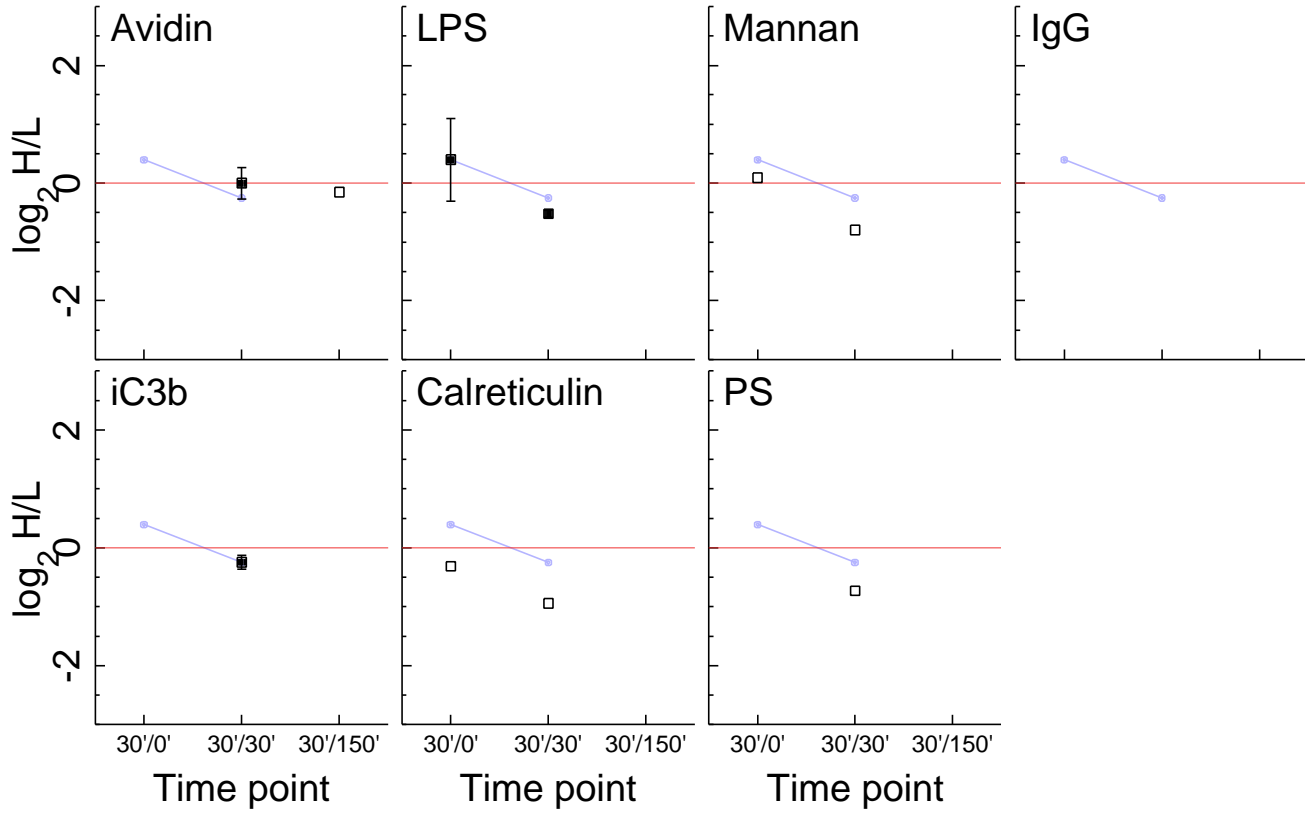 Avidin LPS Mannan IgG
2
0
-2
log2 H/L
iC3b Calreticulin PS
2
0
-2
log2 H/L
30'/0' 30'/30' 30'/150' 30'/0' 30'/30' 30'/150' 30'/0' 30'/30' 30'/150'
Time point Time point Time point